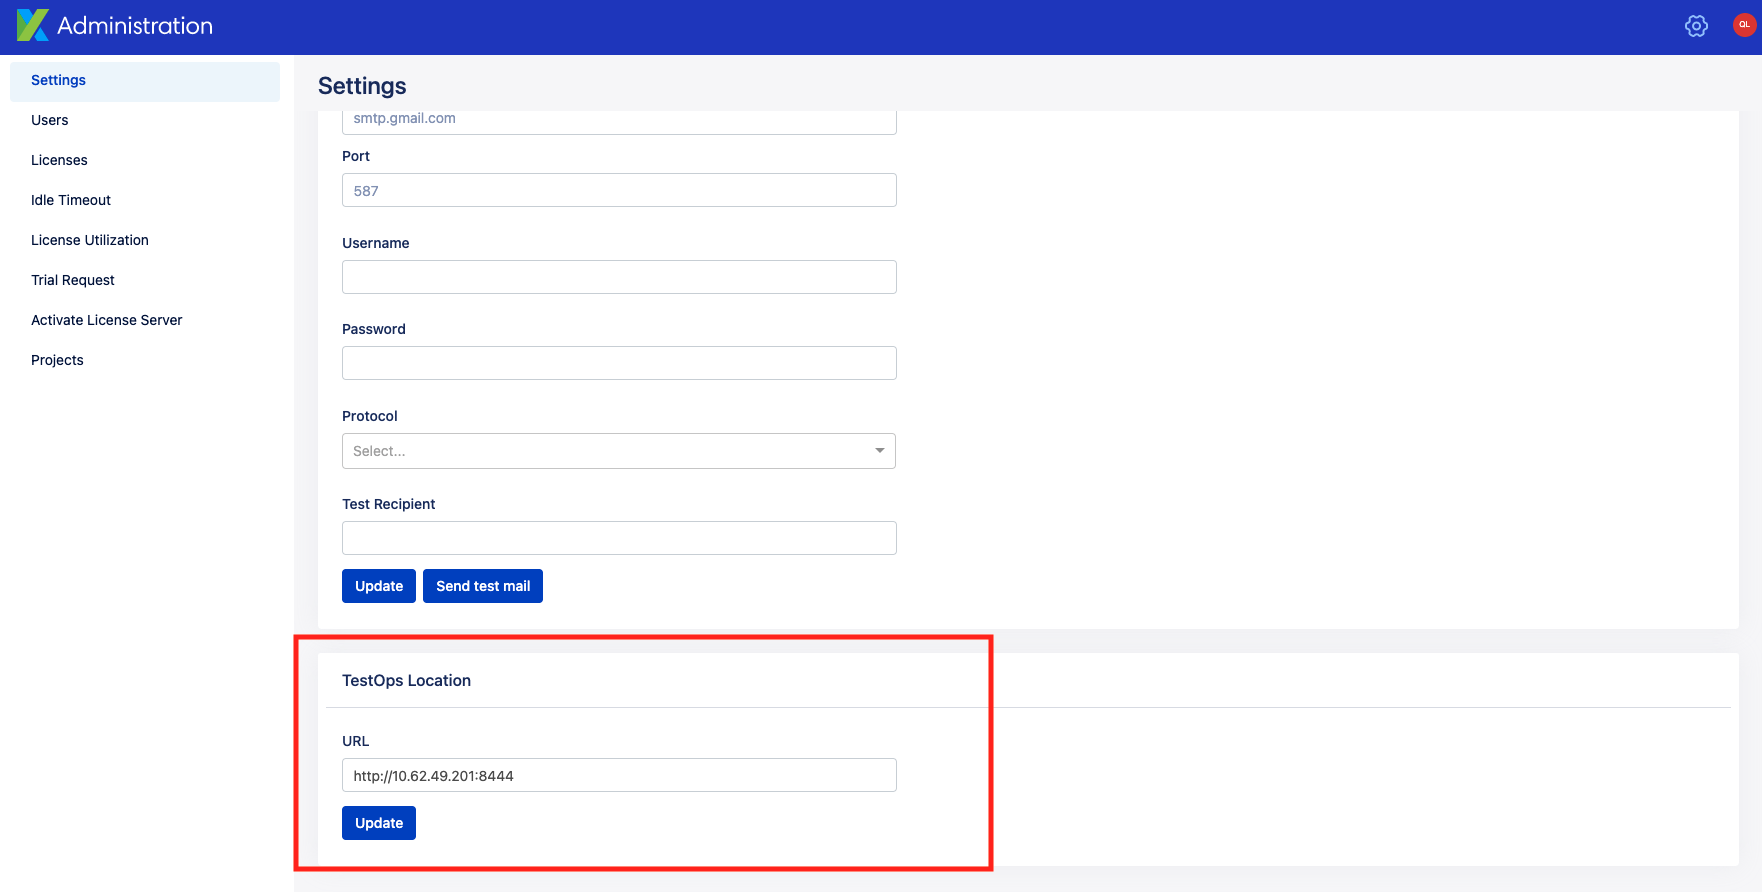 Administration
QL
Settings
Users
Licenses
Idle Timeout
License Utilization
Trial Request
Activate License Server
Projects
Settings
smtp.gmail.com
Port
587
Username
Password
Protocol
Select...
Test Recipient
Update
Send test mail
TestOps Location
URL
http://10.62.49.201:8444
Update